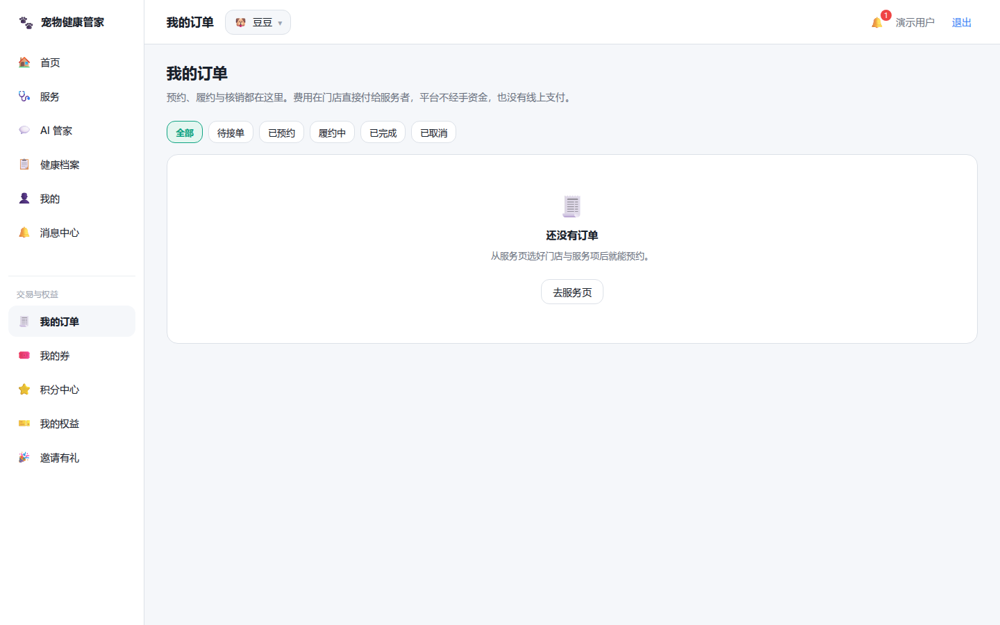 宠物健康管家
首页
服务
AI 管家
健康档案
我的
消息中心
交易与权益
我的订单
我的券
积分中心
我的权益
邀请有礼
我的订单
豆豆 ▾
1
演示用户
退出
我的订单
预约、履约与核销都在这里。费用在门店直接付给服务者，平台不经手资金，也没有线上支付。
全部
待接单
已预约
履约中
已完成
已取消
还没有订单
从服务页选好门店与服务项后就能预约。
去服务页